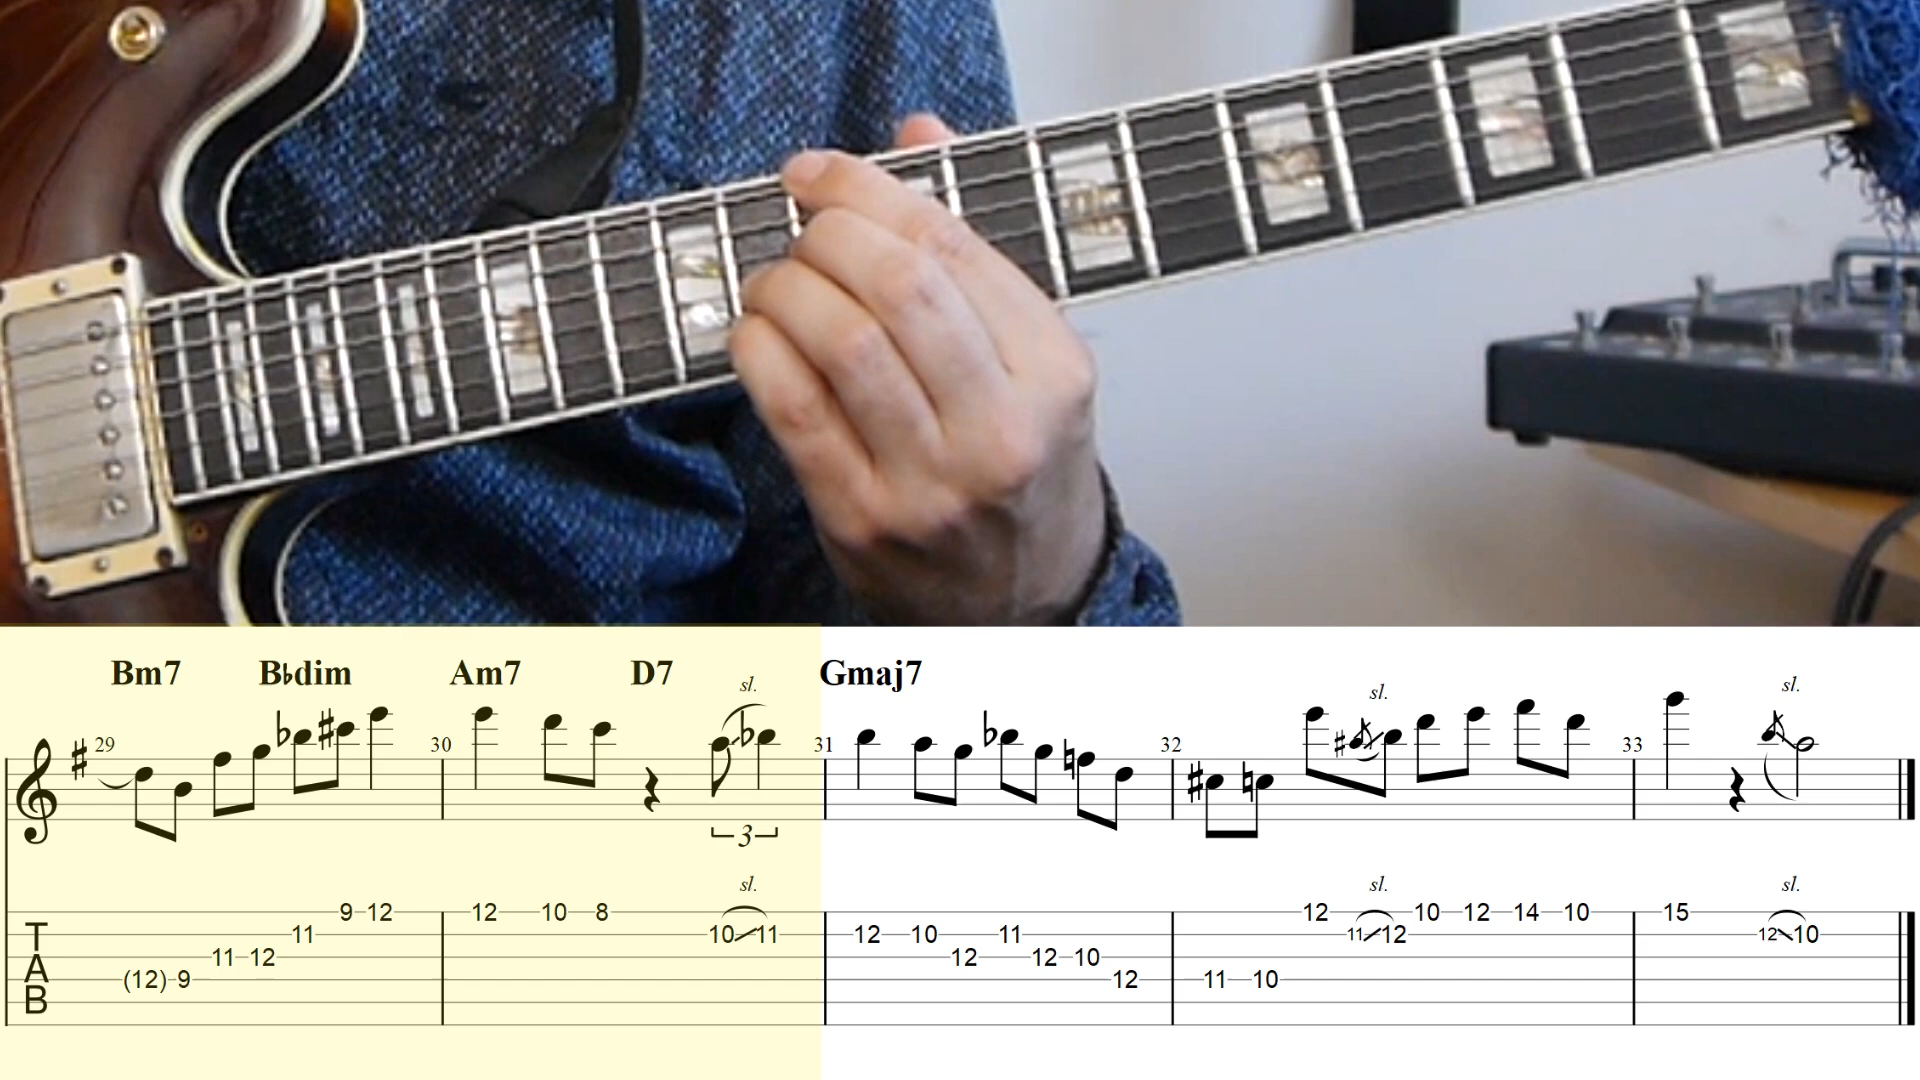 Bm7 B♭dim Am7 D7 Gmaj7
sl. sl. sl.
29 30 31 32 33
3
sl. sl. sl.
9 12 12 10 8 12 10 12 14 10 15
T 11 10 11 12 10 11 11 12 12 10
A 11 12 12 12 10
(12) 9 12 11 10
B